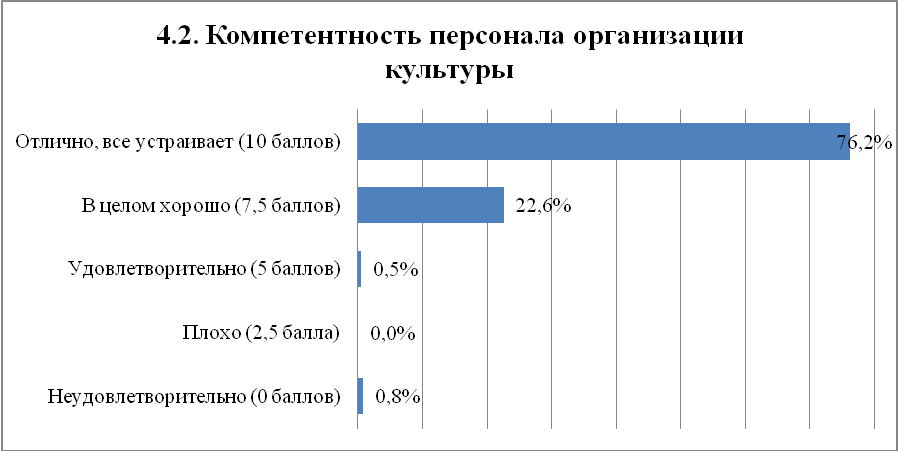 4.2. Компетентность персонала организации
культуры
Отлично, все устраивает (10 баллов) 76,2%
В целом хорошо (7,5 баллов) 22,6%
Удовлетворительно (5 баллов) 0,5%
Плохо (2,5 балла) 0,0%
Неудовлетворительно (0 баллов) 0,8%